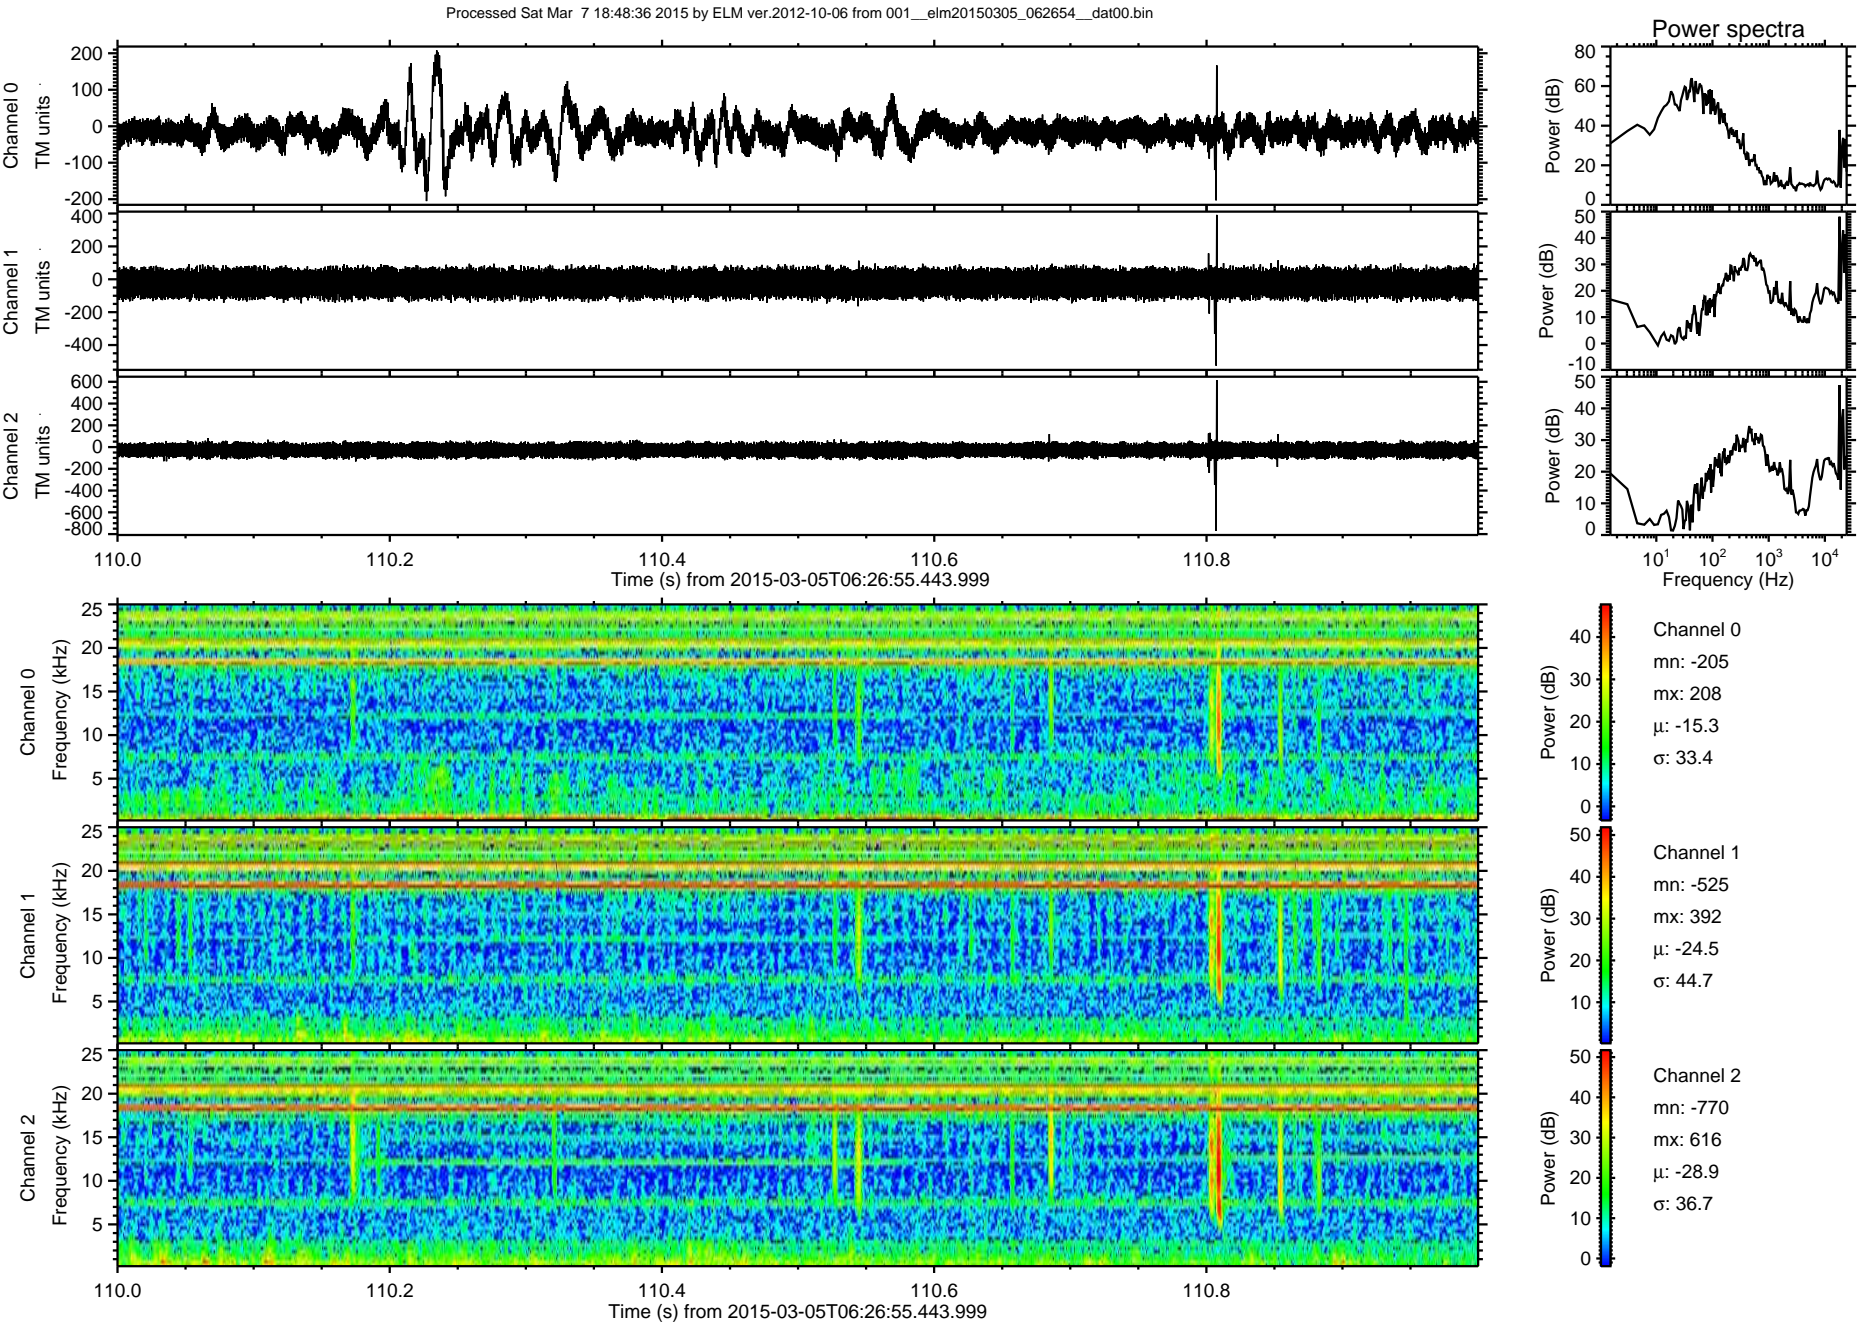 Processed Sat Mar  7 18:48:36 2015 by ELM ver.2012-10-06 from 001__elm20150305_062654__dat00.bin
Power spectra
Channel 0
TM units
200
100
0
-100
-200
Power (dB)
80
60
40
20
0
Channel 1
TM units
400
200
0
-200
-400
Power (dB)
50
40
30
20
10
0
-10
Channel 2
TM units
600
400
200
0
-200
-400
-600
-800
Power (dB)
50
40
30
20
10
0
110.0 110.2 110.4 110.6 110.8
Time (s) from 2015-03-05T06:26:55.443.999
10¹ 10² 10³ 10⁴
Frequency (Hz)
Channel 0
Frequency (kHz)
25
20
15
10
5
Power (dB)
40
30
20
10
0
Channel 0
mn: -205
mx: 208
μ: -15.3
σ: 33.4
Channel 1
Frequency (kHz)
25
20
15
10
5
Power (dB)
50
40
30
20
10
Channel 1
mn: -525
mx: 392
μ: -24.5
σ: 44.7
Channel 2
Frequency (kHz)
25
20
15
10
5
Power (dB)
50
40
30
20
10
0
Channel 2
mn: -770
mx: 616
μ: -28.9
σ: 36.7
110.0 110.2 110.4 110.6 110.8
Time (s) from 2015-03-05T06:26:55.443.999